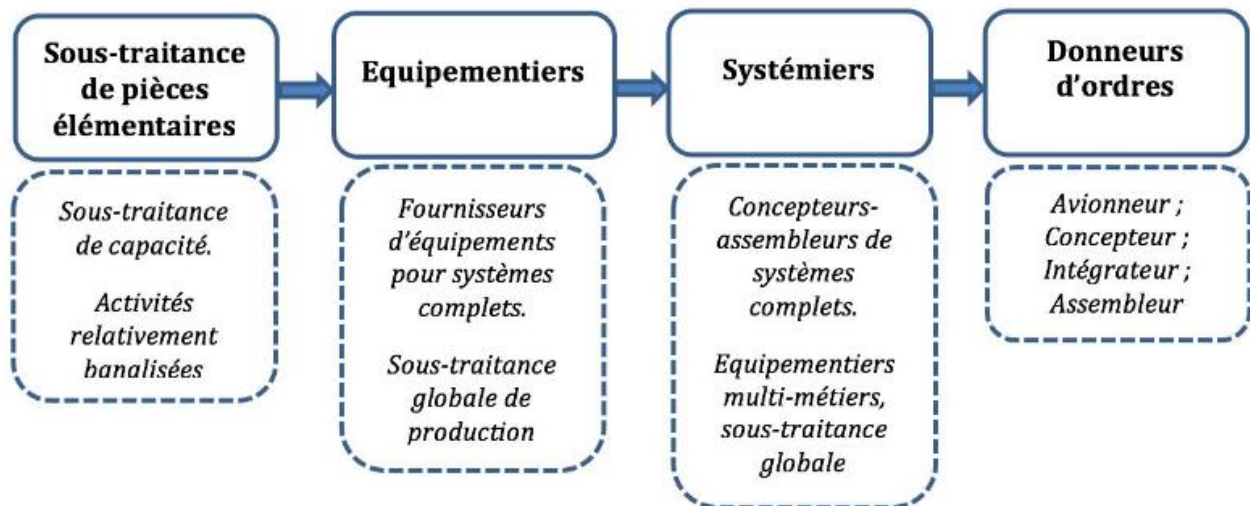 Sous-traitance
de pièces
élémentaires
Equipementiers
Systémiers
Donneurs
d'ordres
Sous-traitance
de capacité.
Activités
relativement
banalisées
Fournisseurs
d'équipements
pour systèmes
complets.
Sous-traitance
globale de
production
Concepteurs-
assembleurs de
systèmes
complets.
Equipementiers
multi-métiers,
sous-traitance
globale
Avionneur ;
Concepteur ;
Intégrateur ;
Assembleur